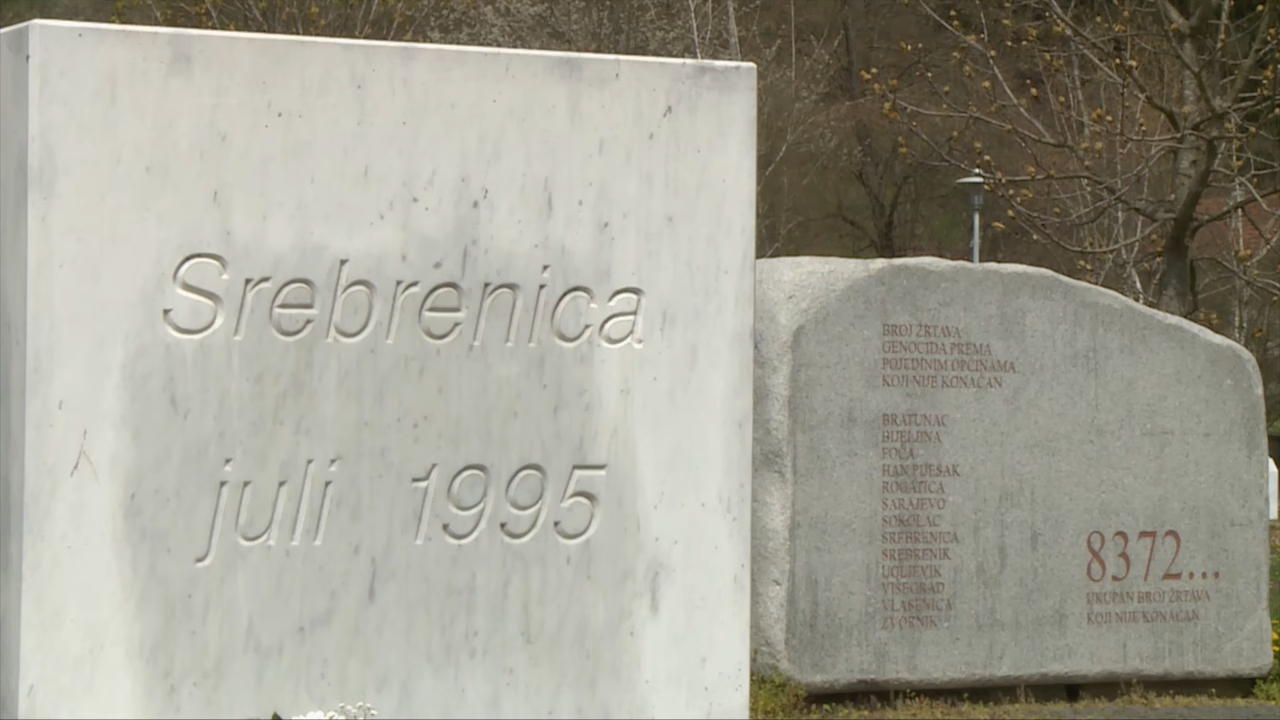 Srebrenica
juli 1995
BROJ ŽRTAVA
GENOCIDA PREMA
POJEDINIM OPĆINAMA
KOJI NIJE KONAČAN
BRATUNAC
BIJELJINA
FOČA
HAN PIJESAK
ROGATICA
SARAJEVO
SOKOLAC
SREBRENICA
SREBRENIK
UGLJEVIK
VIŠEGRAD
VLASENICA
ZVORNIK
8372...
UKUPAN BROJ ŽRTAVA
KOJI NIJE KONAČAN